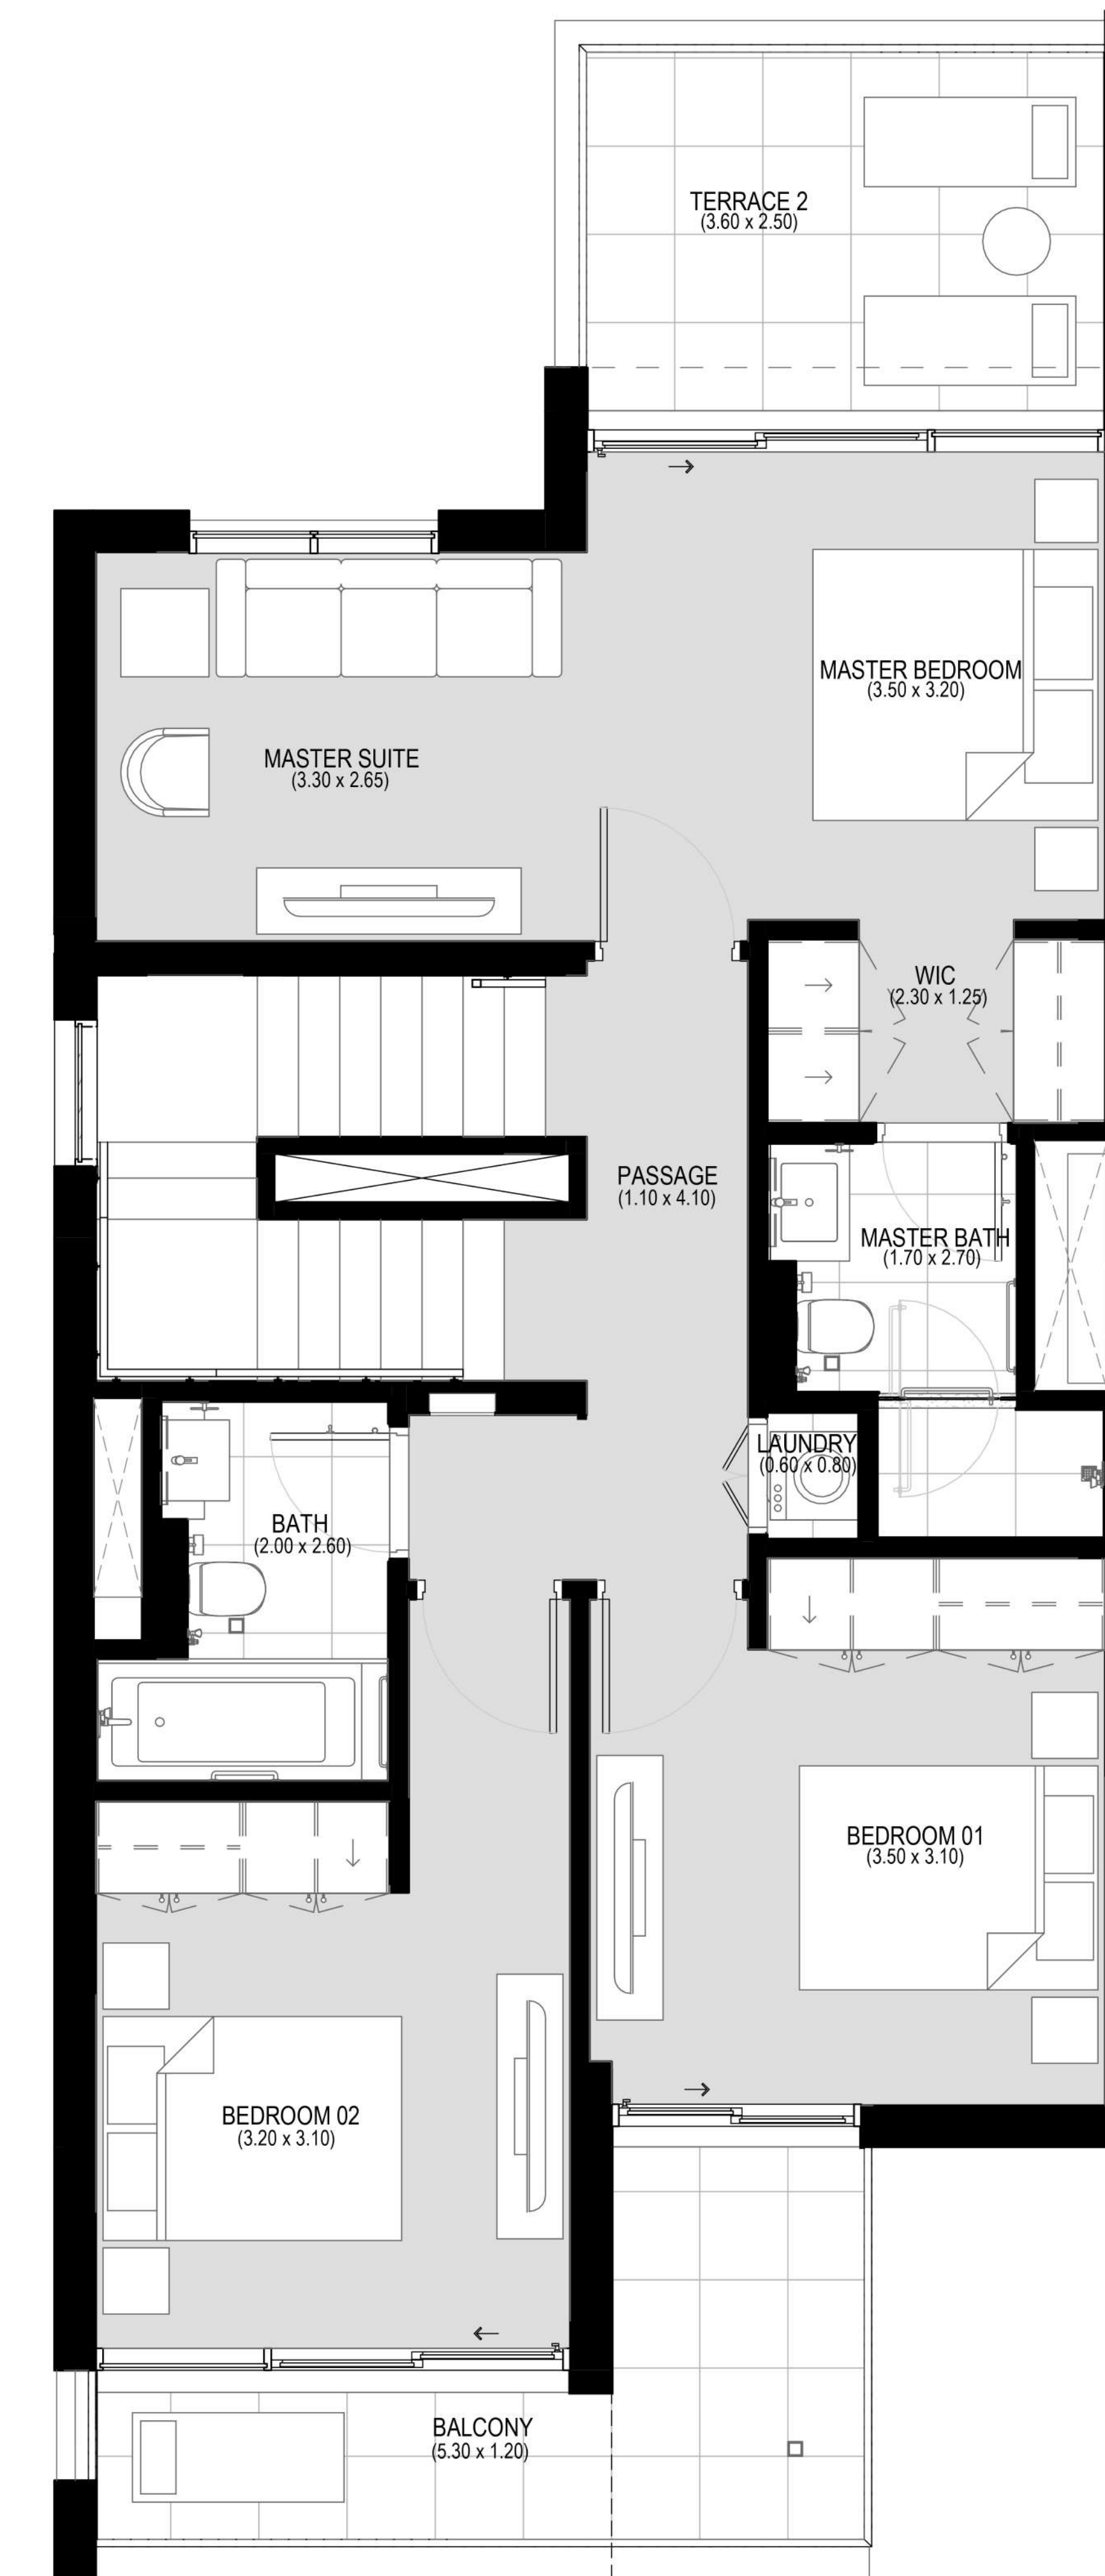 TERRACE 2
(3.60 x 2.50)
MASTER BEDROOM
(3.50 x 3.20)
MASTER SUITE
(3.30 x 2.65)
WIC
(2.30 x 1.25)
PASSAGE
(1.10 x 4.10)
MASTER BATH
(1.70 x 2.70)
LAUNDRY
(0.60 x 0.80)
BATH
(2.00 x 2.60)
BEDROOM 01
(3.50 x 3.10)
BEDROOM 02
(3.20 x 3.10)
BALCONY
(5.30 x 1.20)